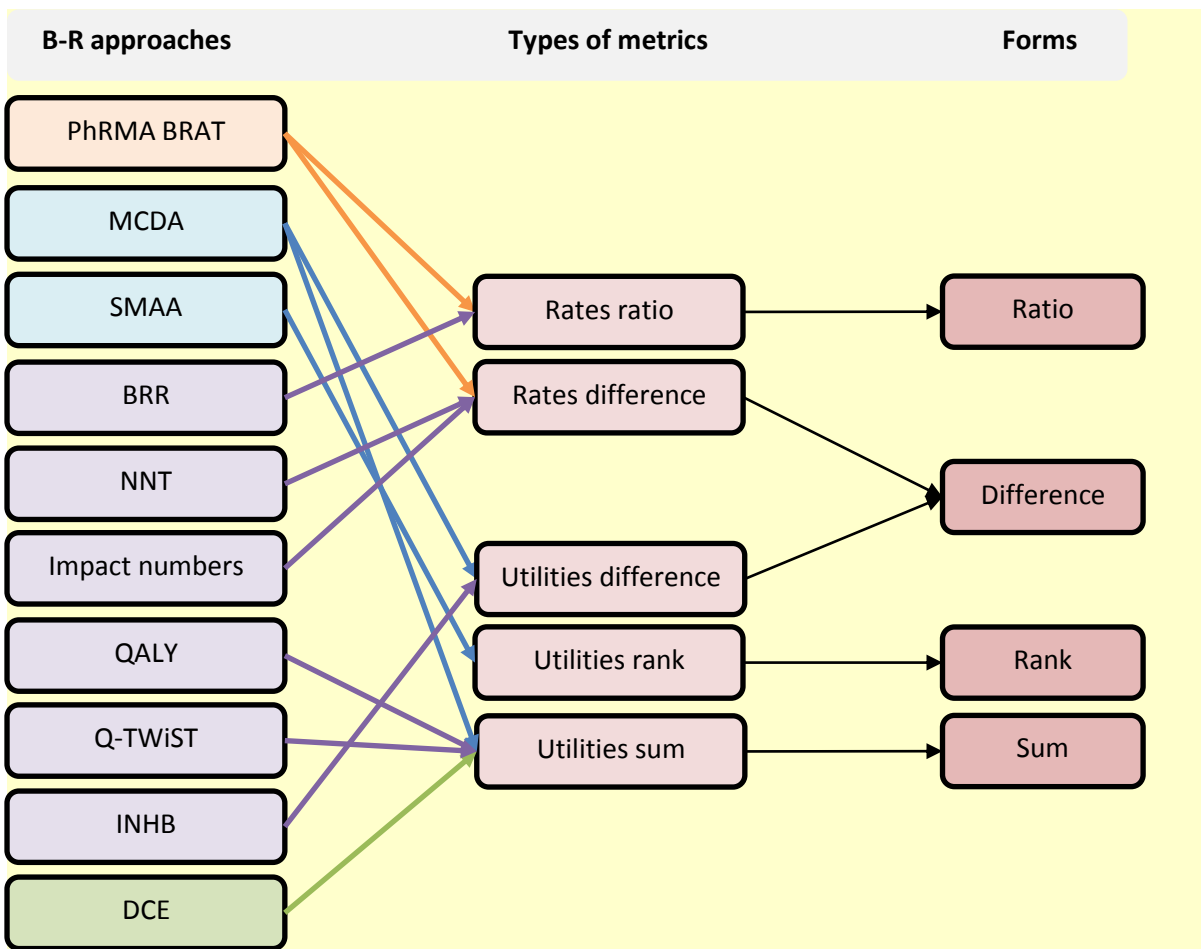 B-R approaches
Types of metrics
Forms
PhRMA BRAT
MCDA
SMAA
BRR
NNT
Impact numbers
QALY
Q-TWiST
INHB
DCE
Rates ratio
Rates difference
Utilities difference
Utilities rank
Utilities sum
Ratio
Difference
Rank
Sum